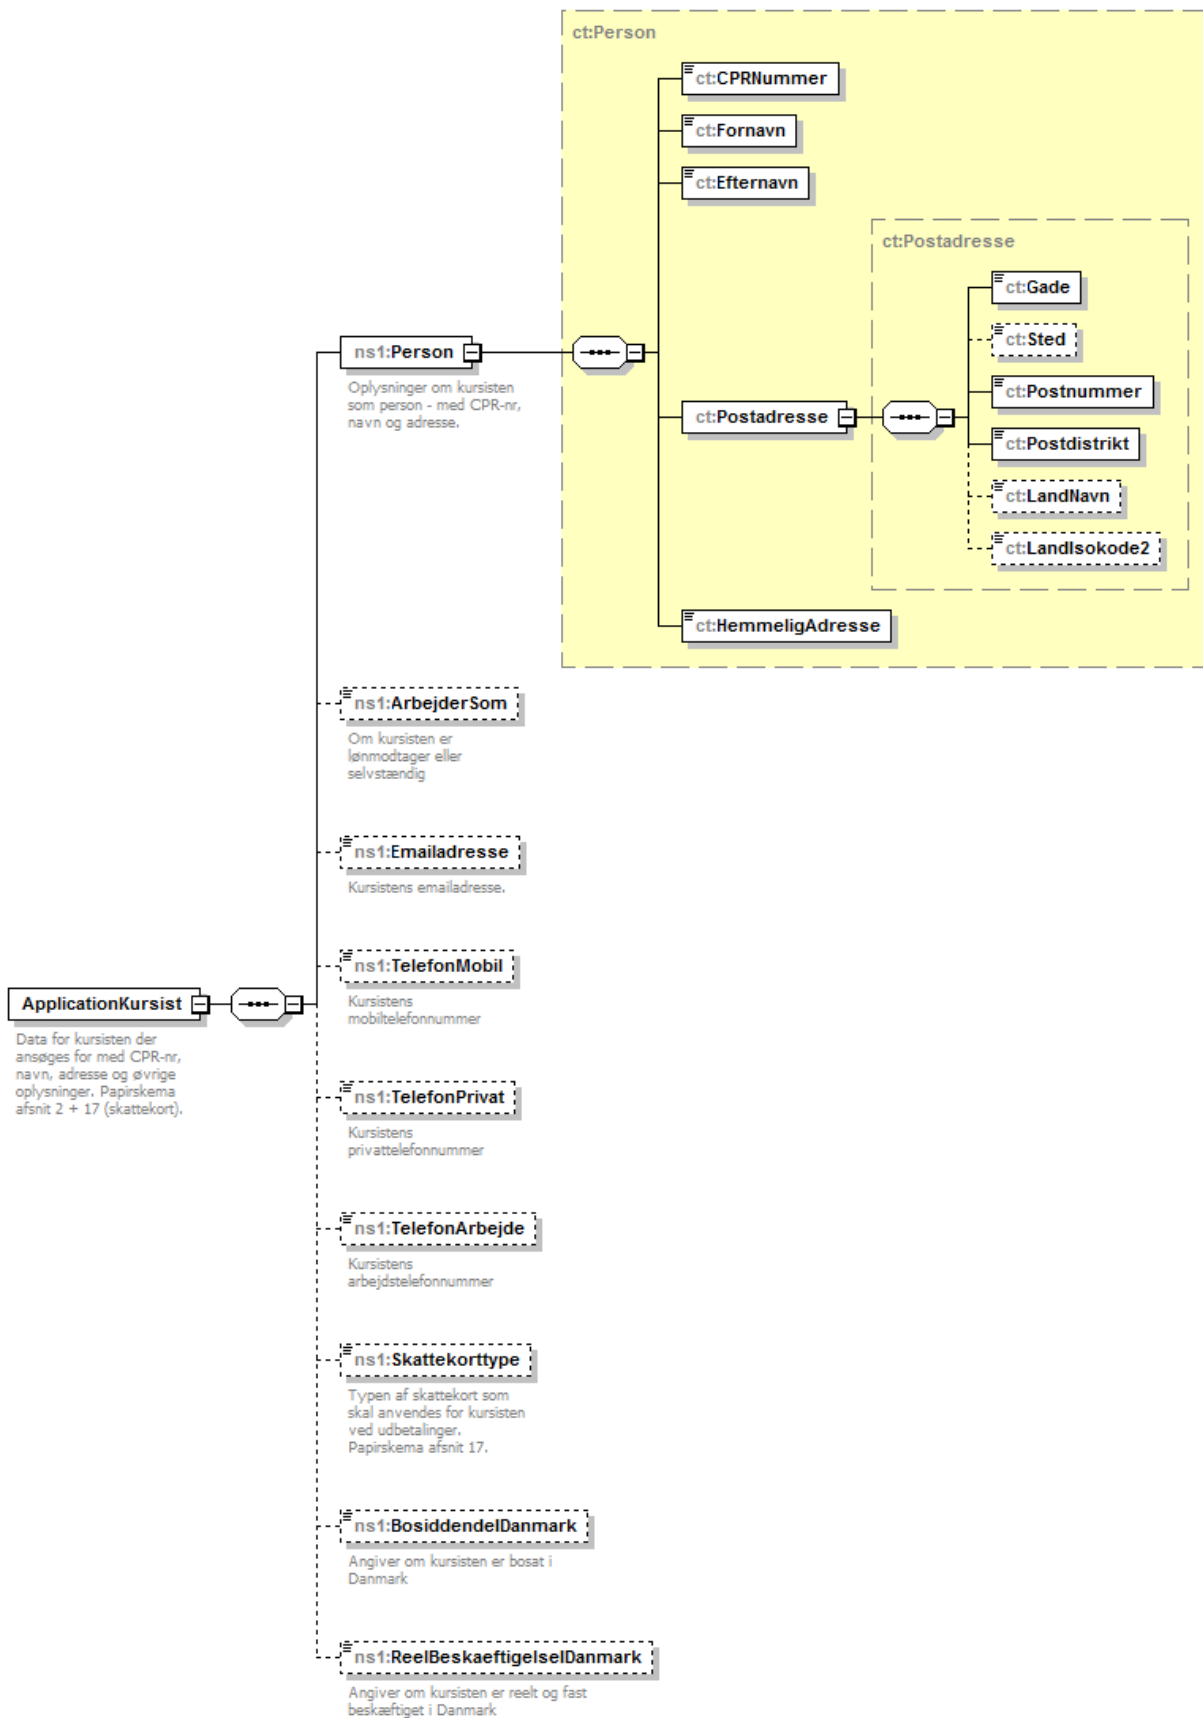 ct:Person
ct:CPRNummer
ct:Fornavn
ct:Efternavn
ct:Postadresse
ct:Gade
ct:Sted
ns1:Person
Oplysninger om kursisten
som person - med CPR-nr,
navn og adresse.
ct:Postadresse
ct:Postnummer
ct:Postdistrikt
ct:LandNavn
ct:LandIsokode2
ct:HemmeligAdresse
ns1:ArbejderSom
Om kursisten er
lønmodtager eller
selvstændig
ns1:Emailadresse
Kursistens emailadresse.
ns1:TelefonMobil
Kursistens
mobiltelefonnummer
ApplicationKursist
Data for kursisten der
ansøges for med CPR-nr,
navn, adresse og øvrige
oplysninger. Papirskema
afsnit 2 + 17 (skattekort).
ns1:TelefonPrivat
Kursistens
privattelefonnummer
ns1:TelefonArbejde
Kursistens
arbejdstelefonnummer
ns1:Skattekorttype
Typen af skattekort som
skal anvendes for kursisten
ved udbetalinger.
Papirskema afsnit 17.
ns1:BosiddendeIDanmark
Angiver om kursisten er bosat i
Danmark
ns1:ReelBeskaeftigelseIDanmark
Angiver om kursisten er reelt og fast
beskæftiget i Danmark